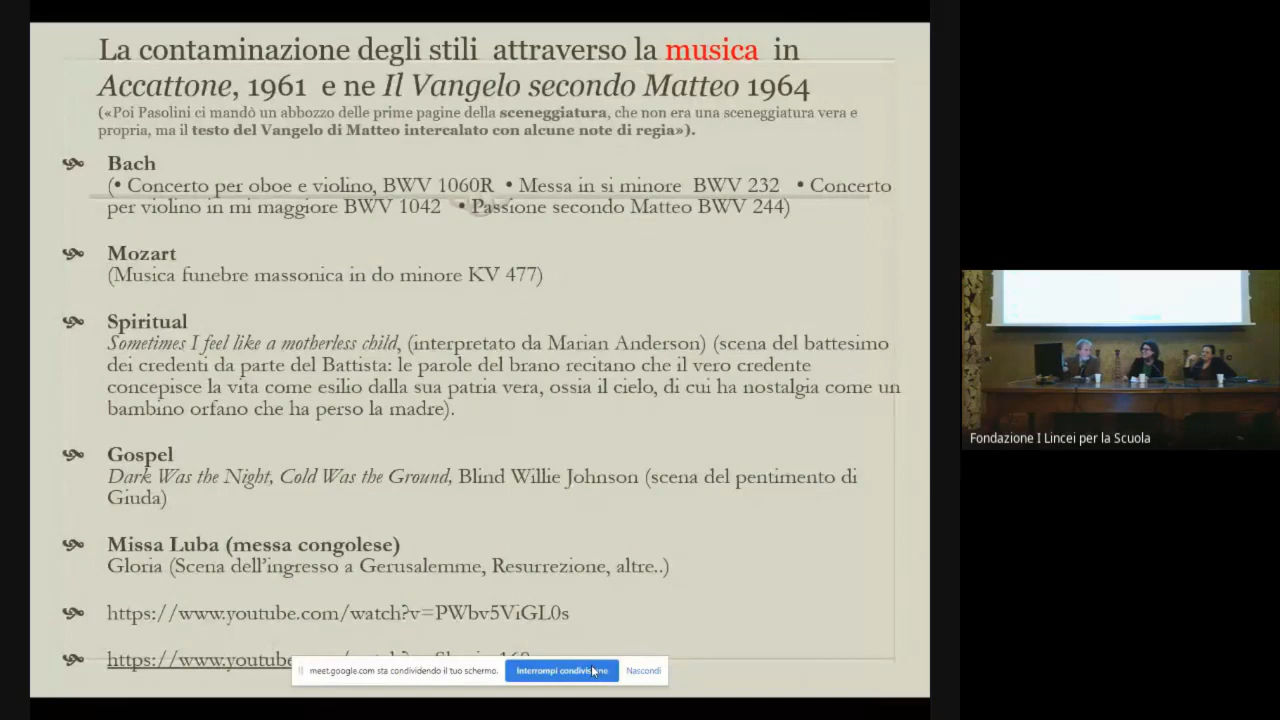 La contaminazione degli stili attraverso la musica in
Accattone, 1961 e ne Il Vangelo secondo Matteo 1964
(«Poi Pasolini ci mandò un abbozzo delle prime pagine della sceneggiatura, che non era una sceneggiatura vera e
propria, ma il testo del Vangelo di Matteo intercalato con alcune note di regia»).
Bach
(• Concerto per oboe e violino, BWV 1060R • Messa in si minore BWV 232 • Concerto
per violino in mi maggiore BWV 1042 • Passione secondo Matteo BWV 244)
Mozart
(Musica funebre massonica in do minore KV 477)
Spiritual
Sometimes I feel like a motherless child, (interpretato da Marian Anderson) (scena del battesimo
dei credenti da parte del Battista: le parole del brano recitano che il vero credente
concepisce la vita come esilio dalla sua patria vera, ossia il cielo, di cui ha nostalgia come un
bambino orfano che ha perso la madre).
Gospel
Dark Was the Night, Cold Was the Ground, Blind Willie Johnson (scena del pentimento di
Giuda)
Missa Luba (messa congolese)
Gloria (Scena dell'ingresso a Gerusalemme, Resurrezione, altre..)
https://www.youtube.com/watch?v=PWbv5ViGL0s
https://www.youtube
meet.google.com sta condividendo il tuo schermo. Interrompi condivisione Nascondi
Fondazione I Lincei per la Scuola